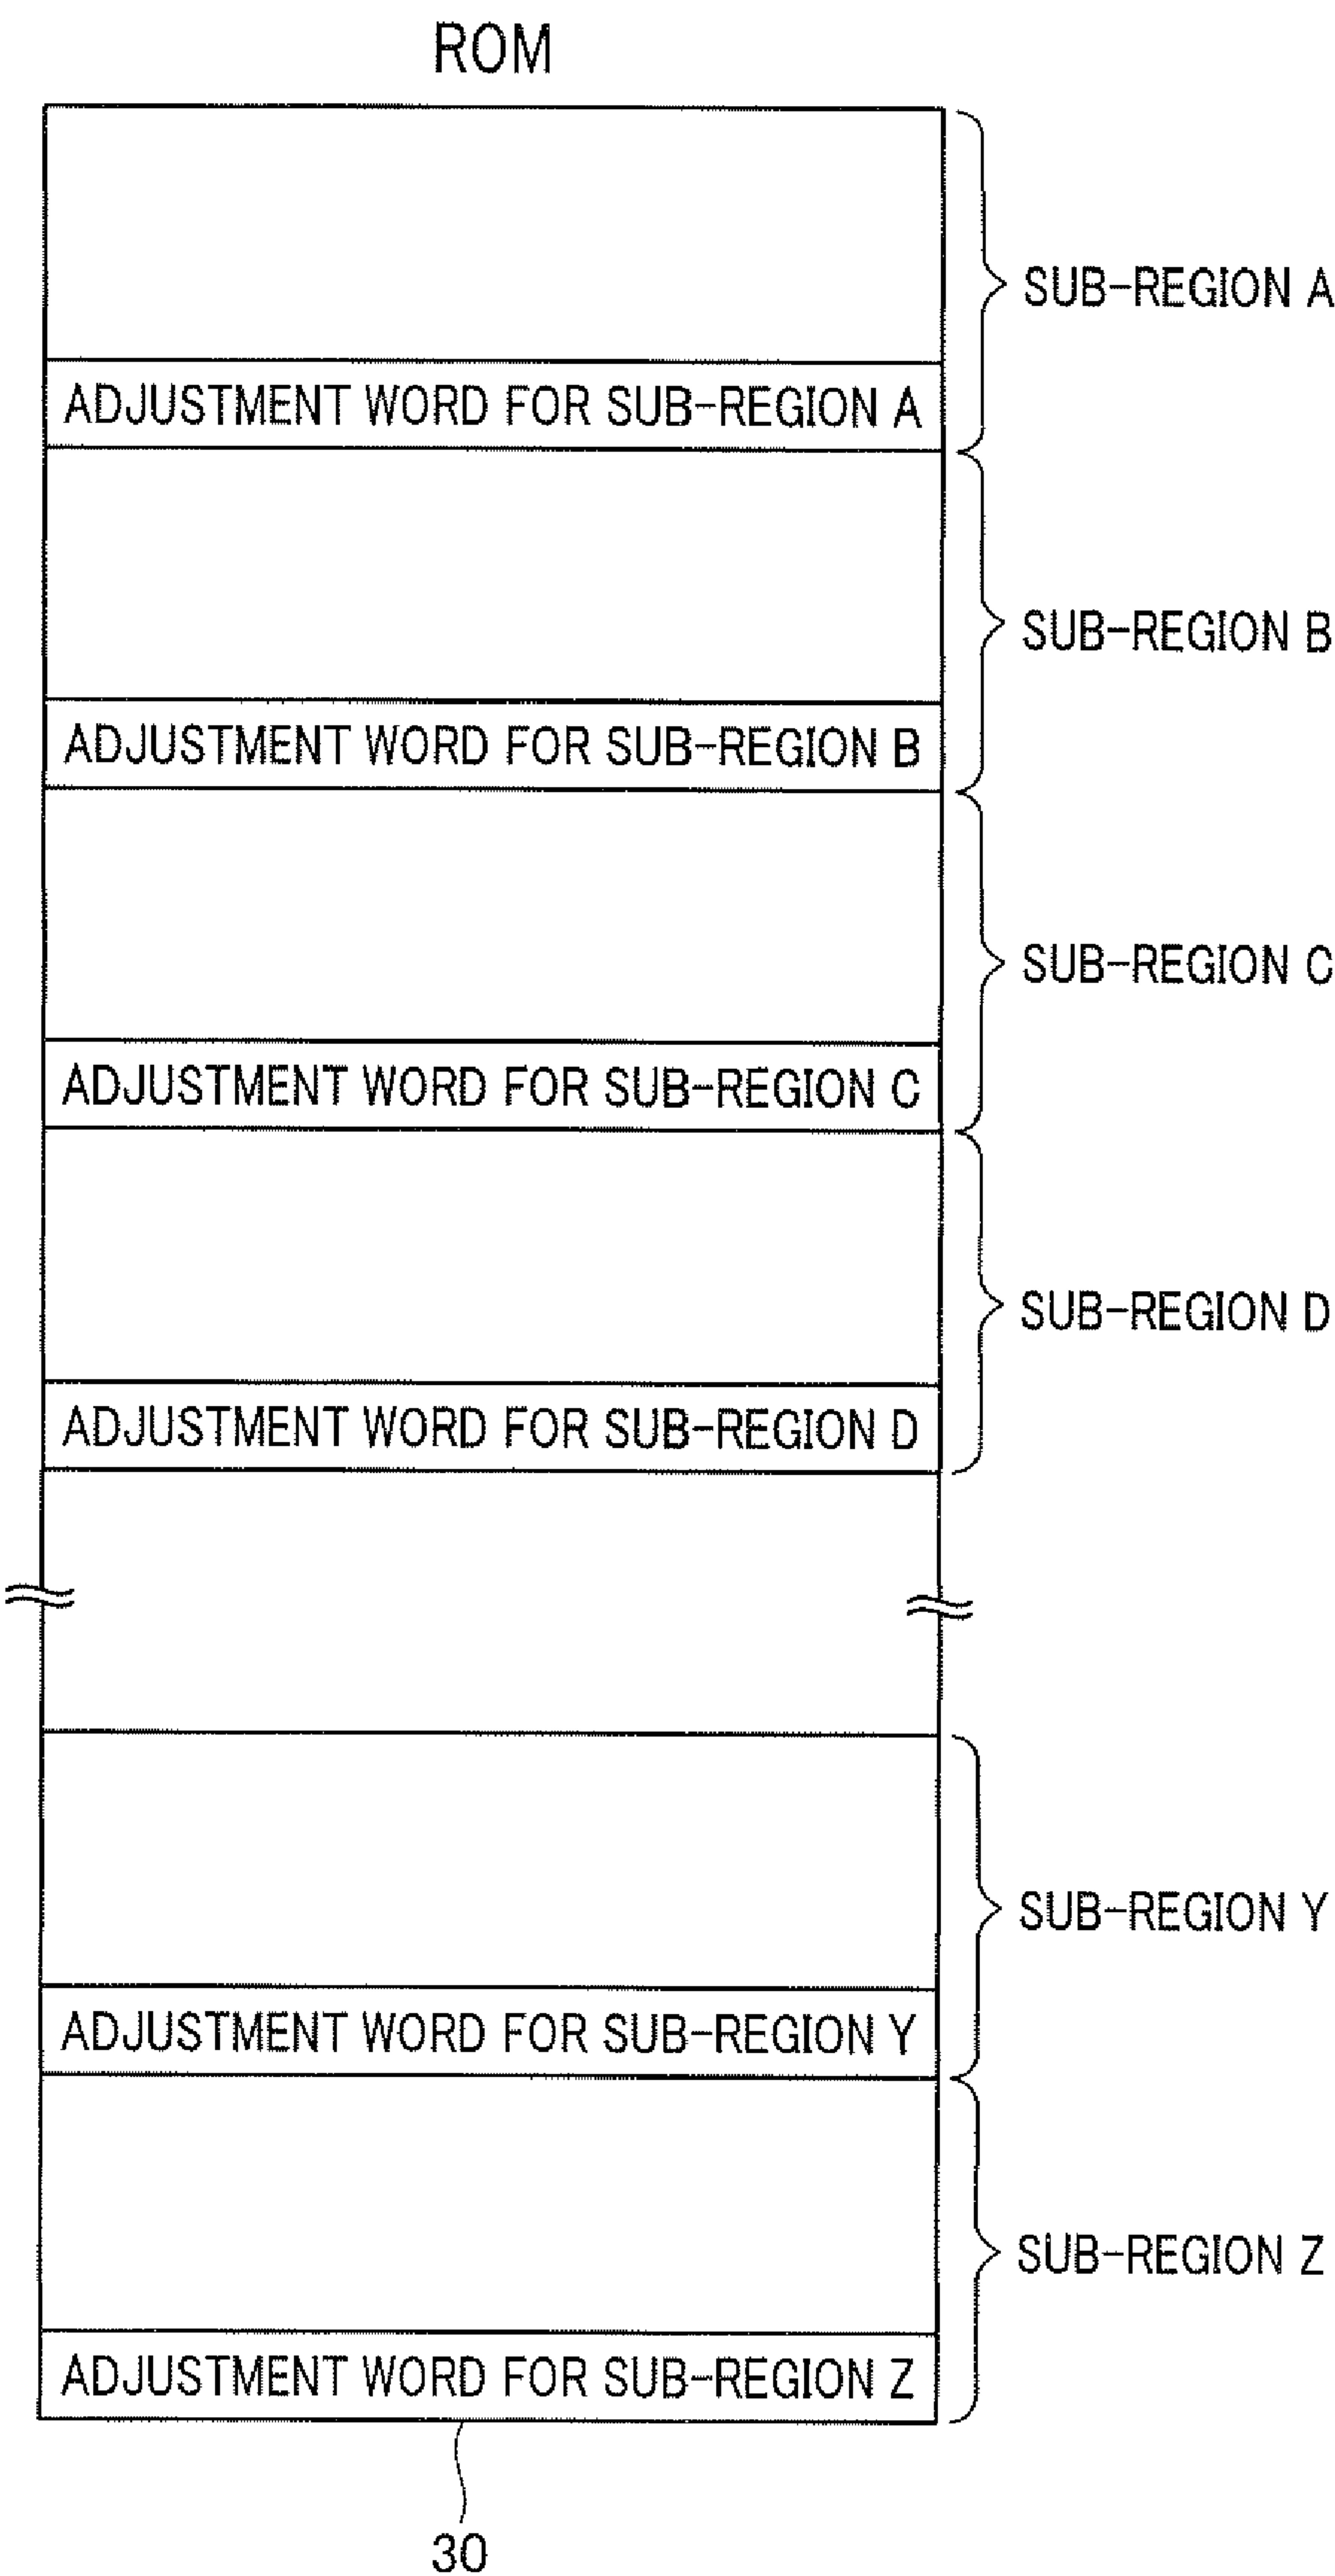 ROM
SUB-REGION A
ADJUSTMENT WORD FOR SUB-REGION A
SUB-REGION B
ADJUSTMENT WORD FOR SUB-REGION B
SUB-REGION C
ADJUSTMENT WORD FOR SUB-REGION C
SUB-REGION D
ADJUSTMENT WORD FOR SUB-REGION D
SUB-REGION Y
ADJUSTMENT WORD FOR SUB-REGION Y
SUB-REGION Z
ADJUSTMENT WORD FOR SUB-REGION Z
30